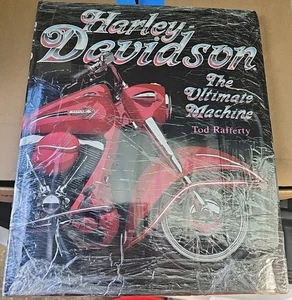 Harley-
Davidson
The
Ultimate
Machine
Tod Rafferty